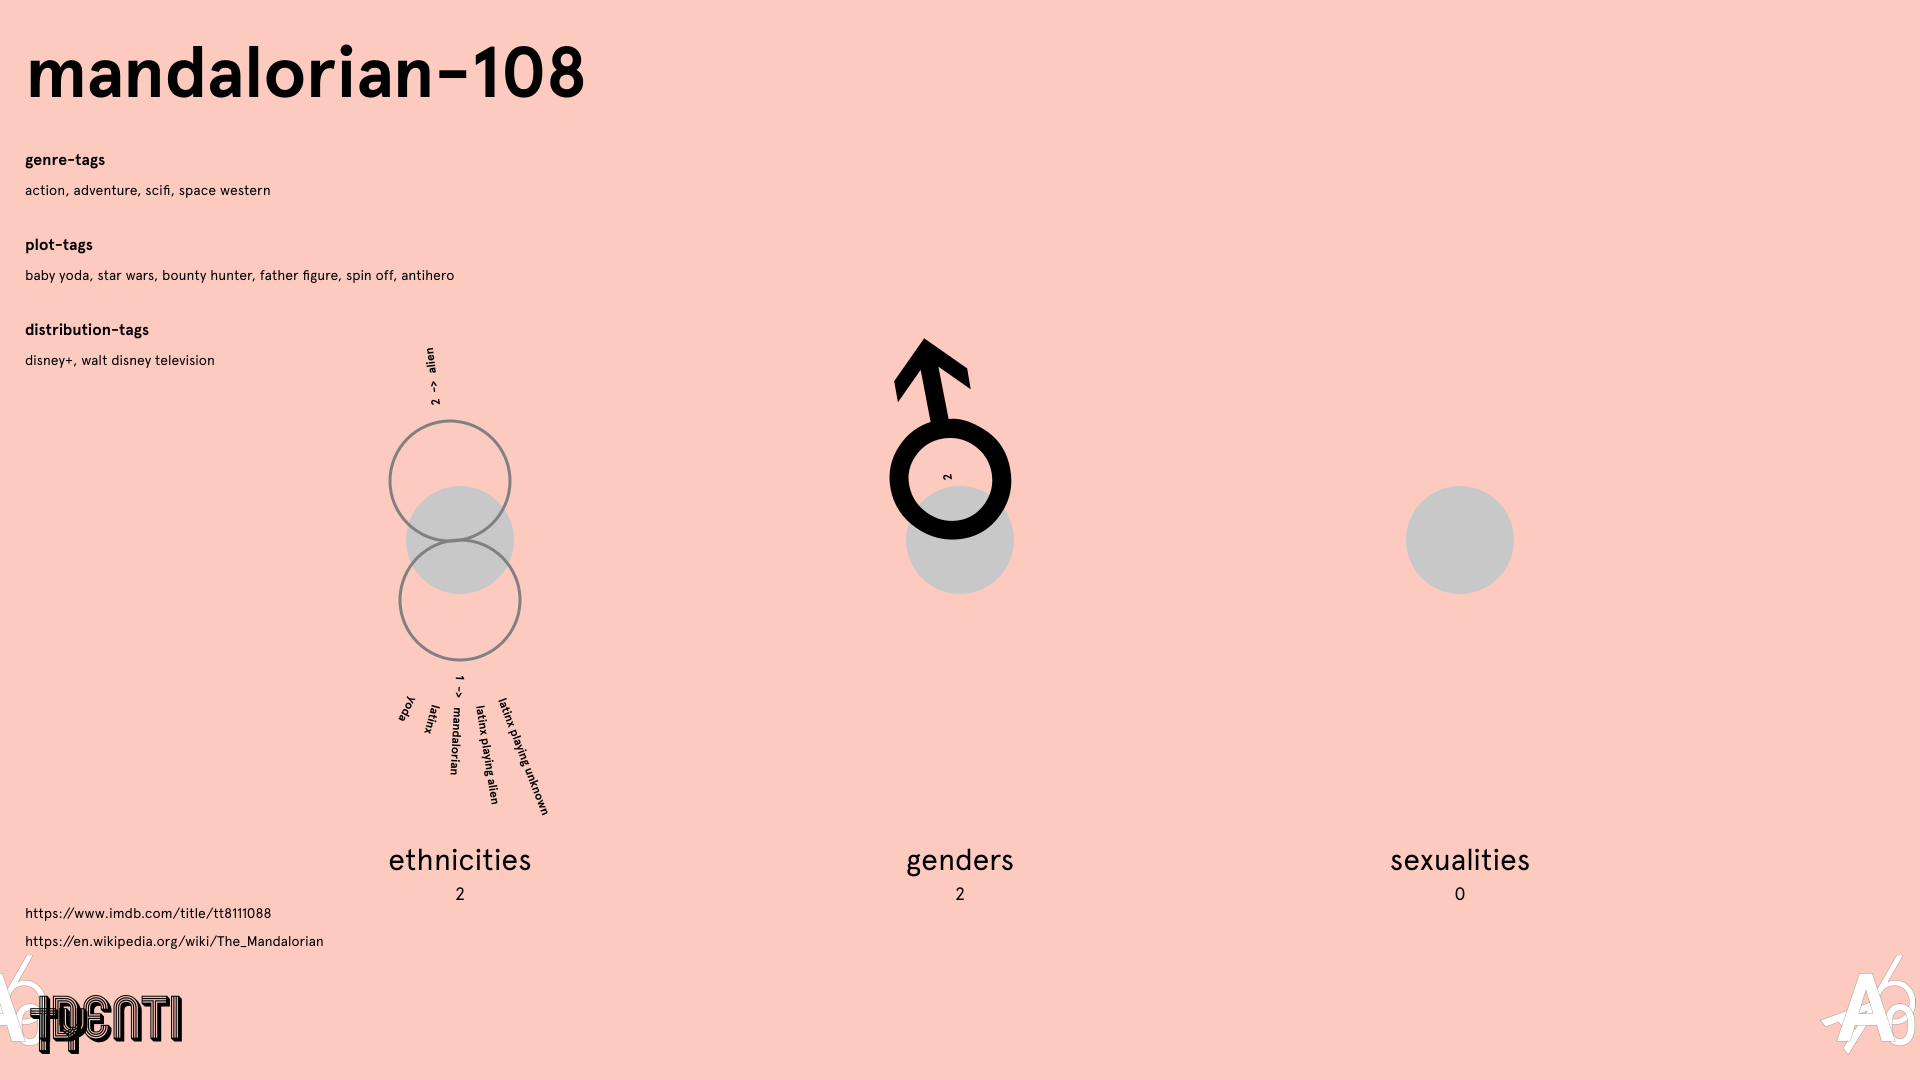 mandalorian-108
genre-tags
action, adventure, scifi, space western
plot-tags
baby yoda, star wars, bounty hunter, father figure, spin off, antihero
distribution-tags
disney+, walt disney television
2 -> alien
2
yoda
latinx
1 -> mandalorian
latinx playing alien
latinx playing unknown
ethnicities
2
genders
2
sexualities
0
https://www.imdb.com/title/tt8111088
https://en.wikipedia.org/wiki/The_Mandalorian
IDENTI